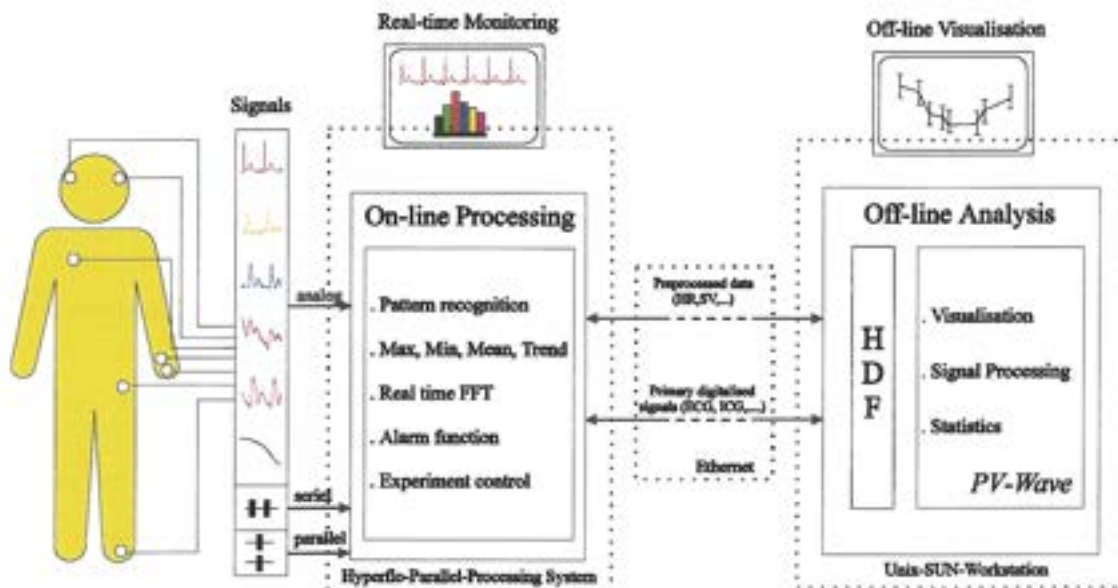 Real-time Monitoring
Off-line Visualisation
Signals
On-line Processing
analog
. Pattern recognition
. Max, Min, Mean, Trend
. Real time FFT
. Alarm function
. Experiment control
seriel
parallel
Hyperflo-Parallel-Processing System
Preprocessed data
(HR,SV,...)
Primary digitalized
signals (ECG, ICG,...)
Ethernet
Off-line Analysis
H
D
F
. Visualisation
. Signal Processing
. Statistics
PV-Wave
Unix-SUN-Workstation